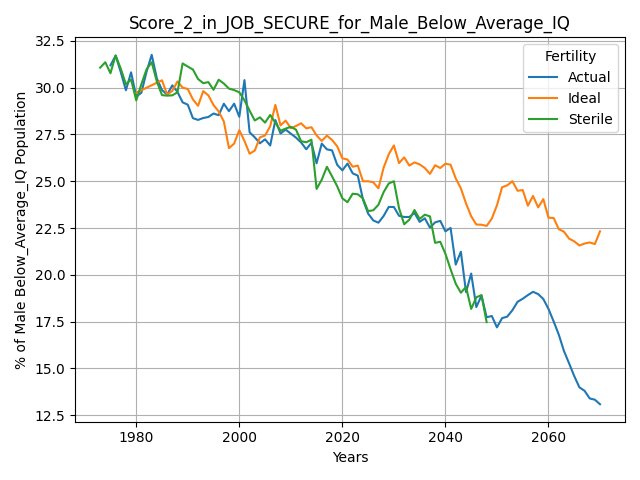 Score_2_in_JOB_SECURE_for_Male_Below_Average_IQ
% of Male Below_Average_IQ Population
32.5
30.0
27.5
25.0
22.5
20.0
17.5
15.0
12.5
Fertility
Actual
Ideal
Sterile
1980
2000
2020
2040
2060
Years